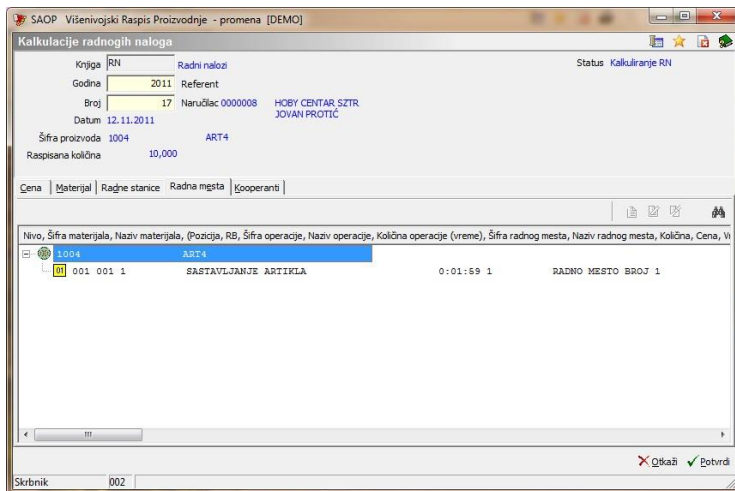 SAOP Višenivojski Raspis Proizvodnje - promena [DEMO]
Kalkulacije radnogih naloga
Knjiga RN Radni nalozi Status Kalkuliranje RN
Godina 2011 Referent
Broj 17 Naručilac 0000008 HOBY CENTAR SZTR
JOVAN PROTIĆ
Datum 12.11.2011
Šifra proizvoda 1004 ART4
Raspisana količina 10,000
Cena Materijal Radne stanice Radna mesta Kooperanti
Nivo, Šifra materijala, Naziv materijala, (Pozicija, RB, Šifra operacije, Naziv operacije, Količina operacije (vreme), Šifra radnog mesta, Naziv radnog mesta, Količina, Cena, Vr
1004 ART4
01 001 001 1 SASTAVLJANJE ARTIKLA 0:01:59 1 RADNO MESTO BROJ 1
Otkaži Potvrdi
Skrbnik 002